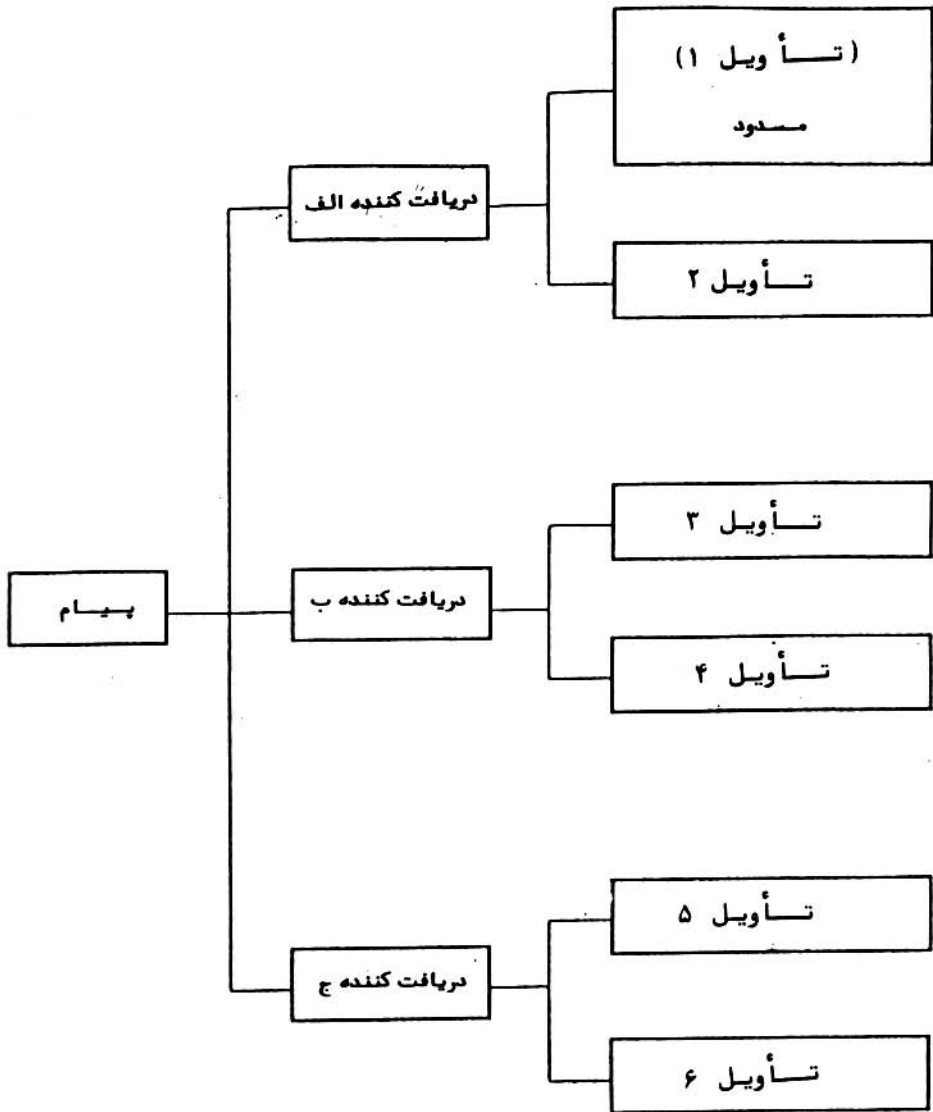 پیام
دریافت کننده الف
(تأویل ۱)
مسدود
تأویل ۲
دریافت کننده ب
تأویل ۳
تأویل ۴
دریافت کننده ج
تأویل ۵
تأویل ۶